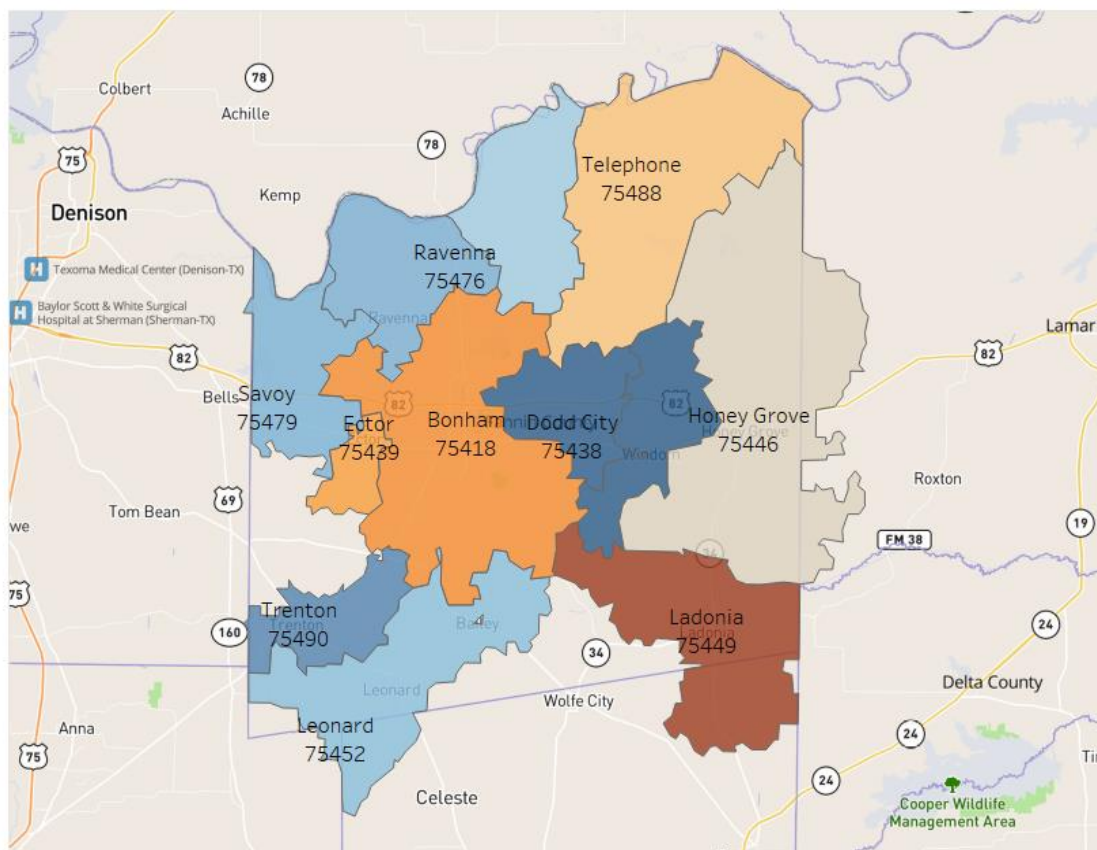 Colbert
78
Achille
78
75
Telephone
75488
Kemp
Denison
Ravenna
75476
Texoma Medical Center (Denison-TX)
Baylor Scott & White Surgical
Hospital at Sherman (Sherman-TX)
Ravenna
Lamar
82
82
Savoy
75479
Bells
82
82
Ector
75439
Bonham
75418
Dodd City
75438
Honey Grove
75446
Honey Grove
Windom
Roxton
69
Tom Bean
19
FM 38
34
75
Trenton
75490
Trenton
160
Bailey
Ladonia
75449
Ladonia
34
24
Leonard
Leonard
75452
Wolfe City
Delta County
Anna
24
75
24
Celeste
Cooper Wildlife
Management Area